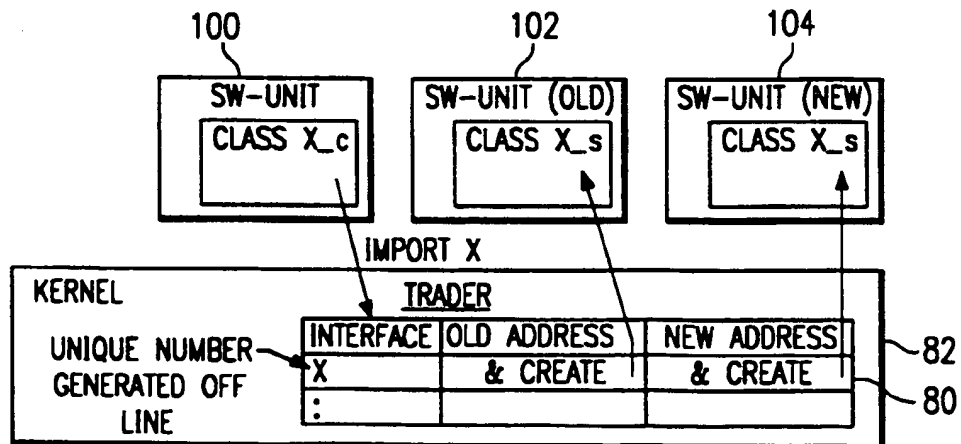 100
102
104
SW-UNIT
CLASS X_c
SW-UNIT (OLD)
CLASS X_s
SW-UNIT (NEW)
CLASS X_s
IMPORT X
KERNEL
TRADER
INTERFACE OLD ADDRESS NEW ADDRESS
X & CREATE & CREATE
:
UNIQUE NUMBER
GENERATED OFF
LINE
82
80